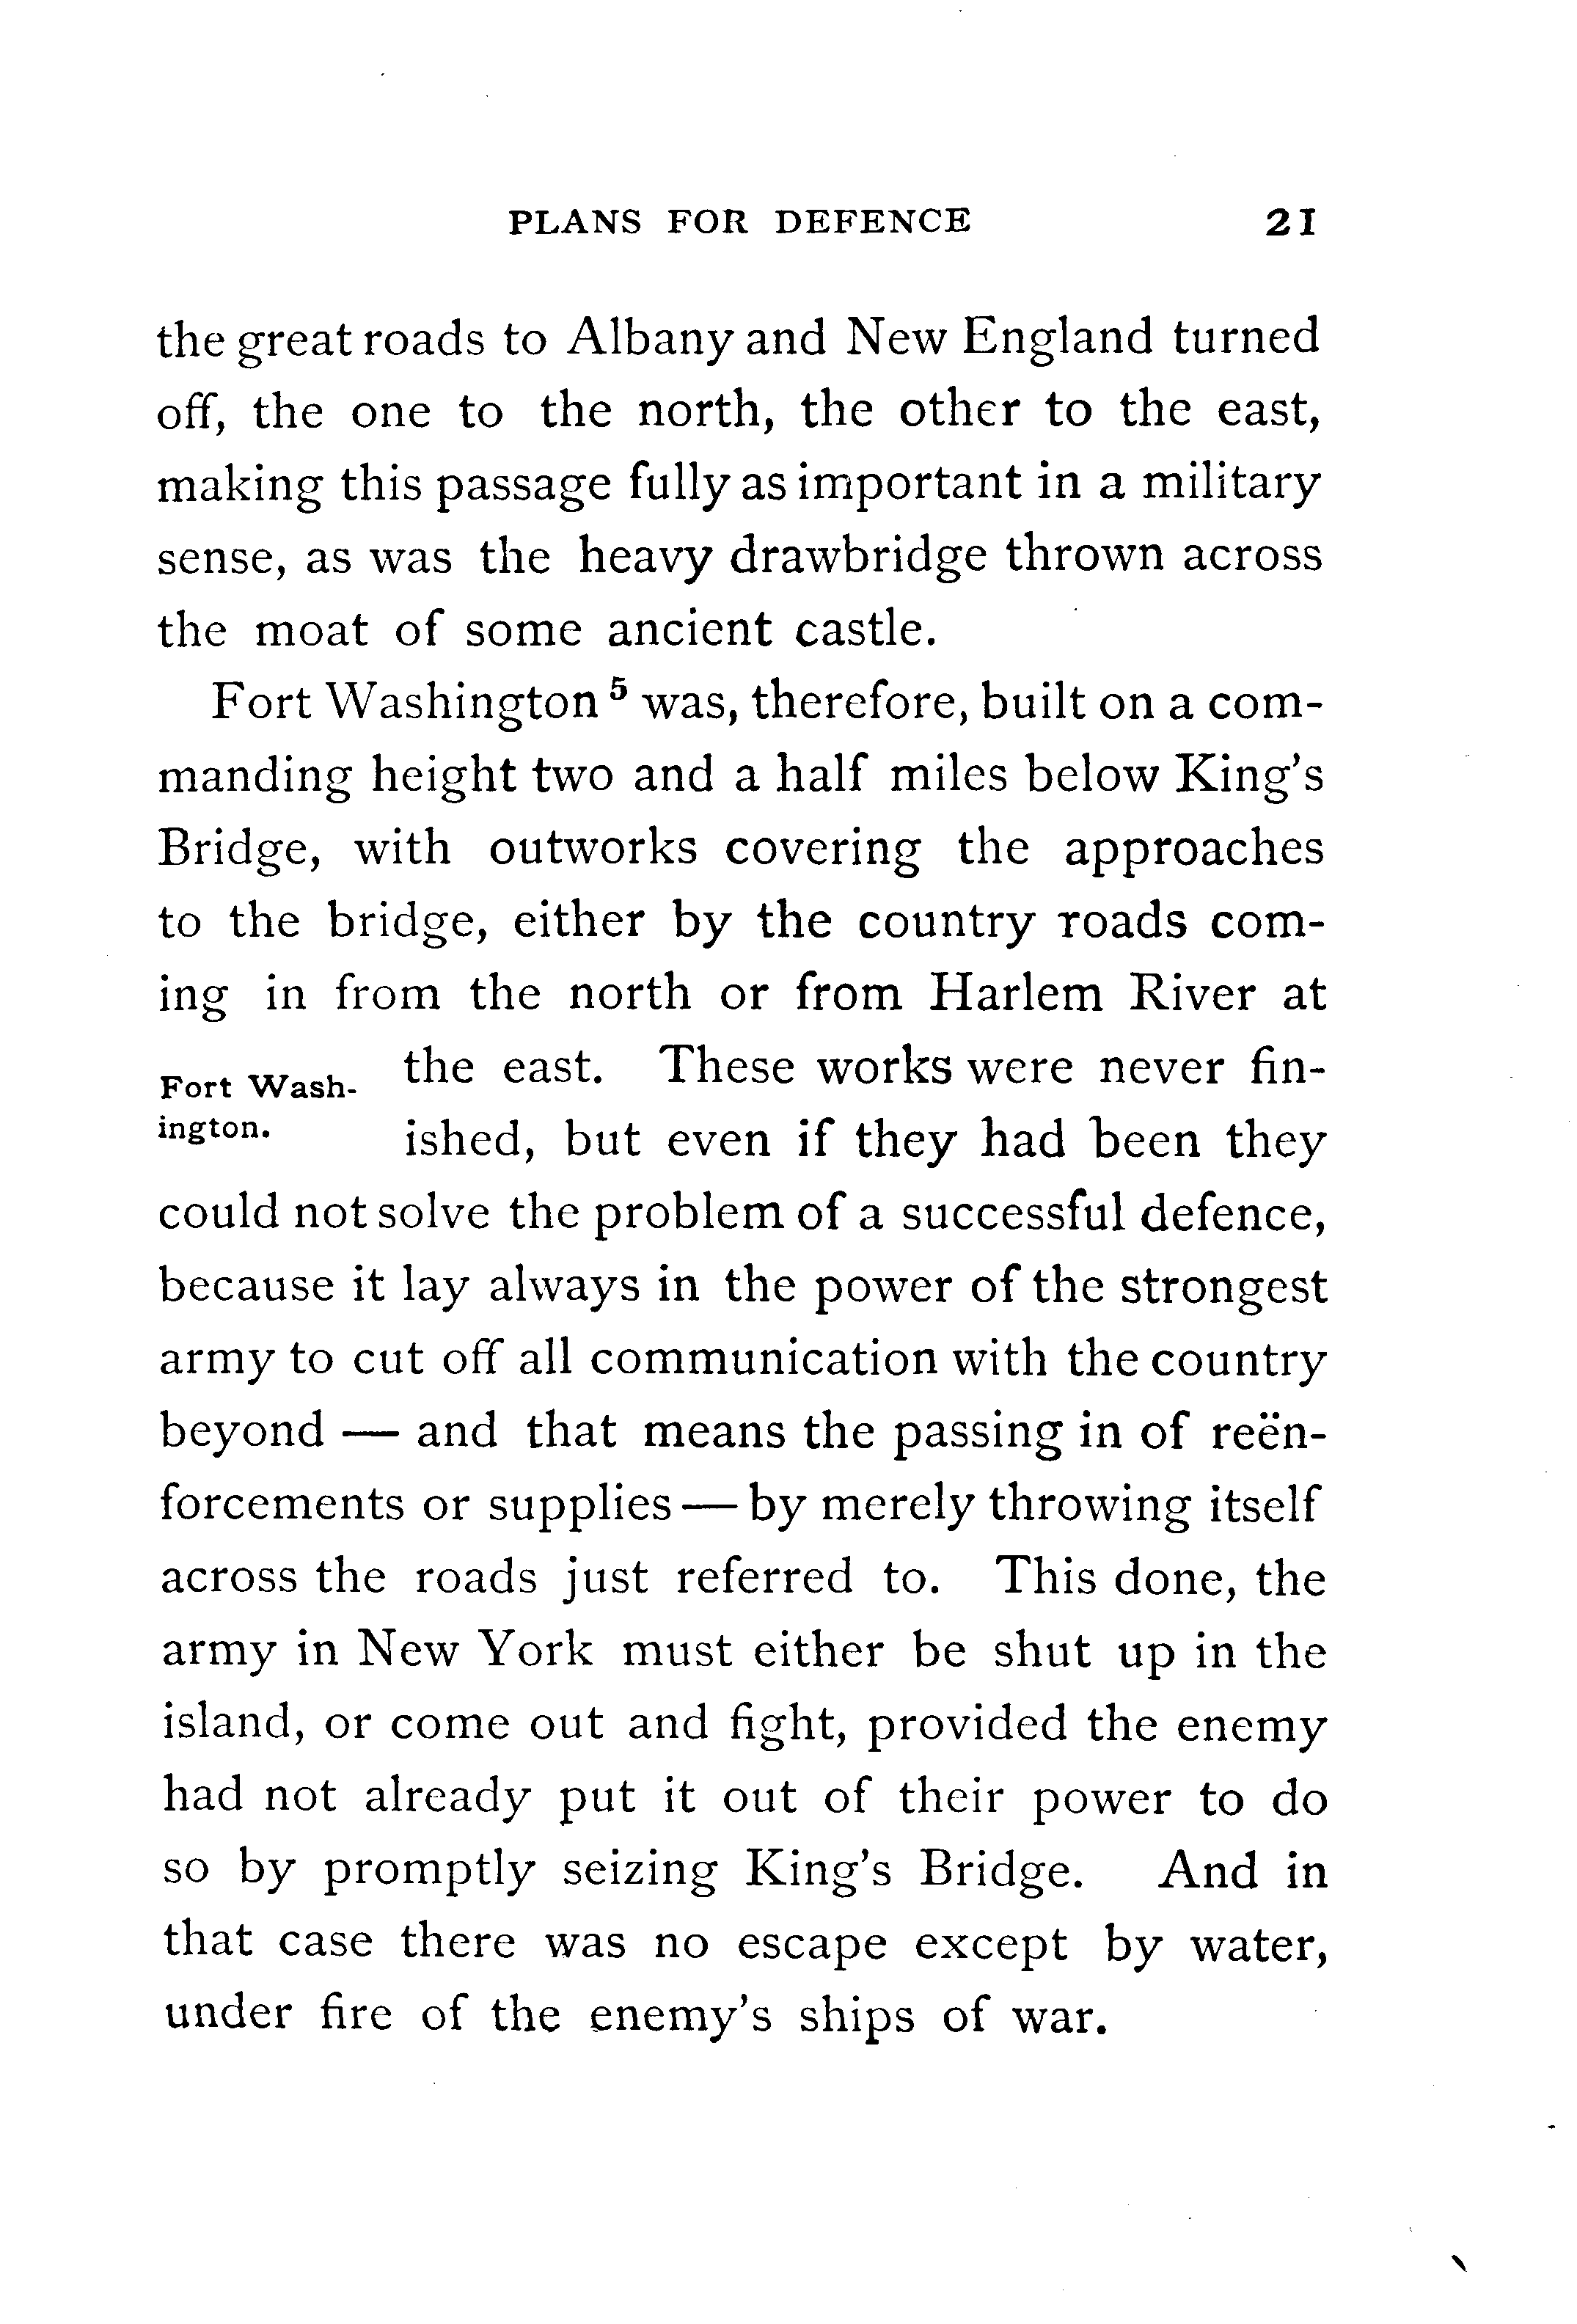 PLANS FOR DEFENCE 21
the great roads to Albany and New England turned
off, the one to the north, the other to the east,
making this passage fully as important in a military
sense, as was the heavy drawbridge thrown across
the moat of some ancient castle.
Fort Washington 5 was, therefore, built on a com-
manding height two and a half miles below King's
Bridge, with outworks covering the approaches
to the bridge, either by the country roads com-
ing in from the north or from Harlem River at
Fort Wash-
ington.
the east. These works were never fin-
ished, but even if they had been they
could not solve the problem of a successful defence,
because it lay always in the power of the strongest
army to cut off all communication with the country
beyond — and that means the passing in of reën-
forcements or supplies — by merely throwing itself
across the roads just referred to. This done, the
army in New York must either be shut up in the
island, or come out and fight, provided the enemy
had not already put it out of their power to do
so by promptly seizing King's Bridge. And in
that case there was no escape except by water,
under fire of the enemy's ships of war.